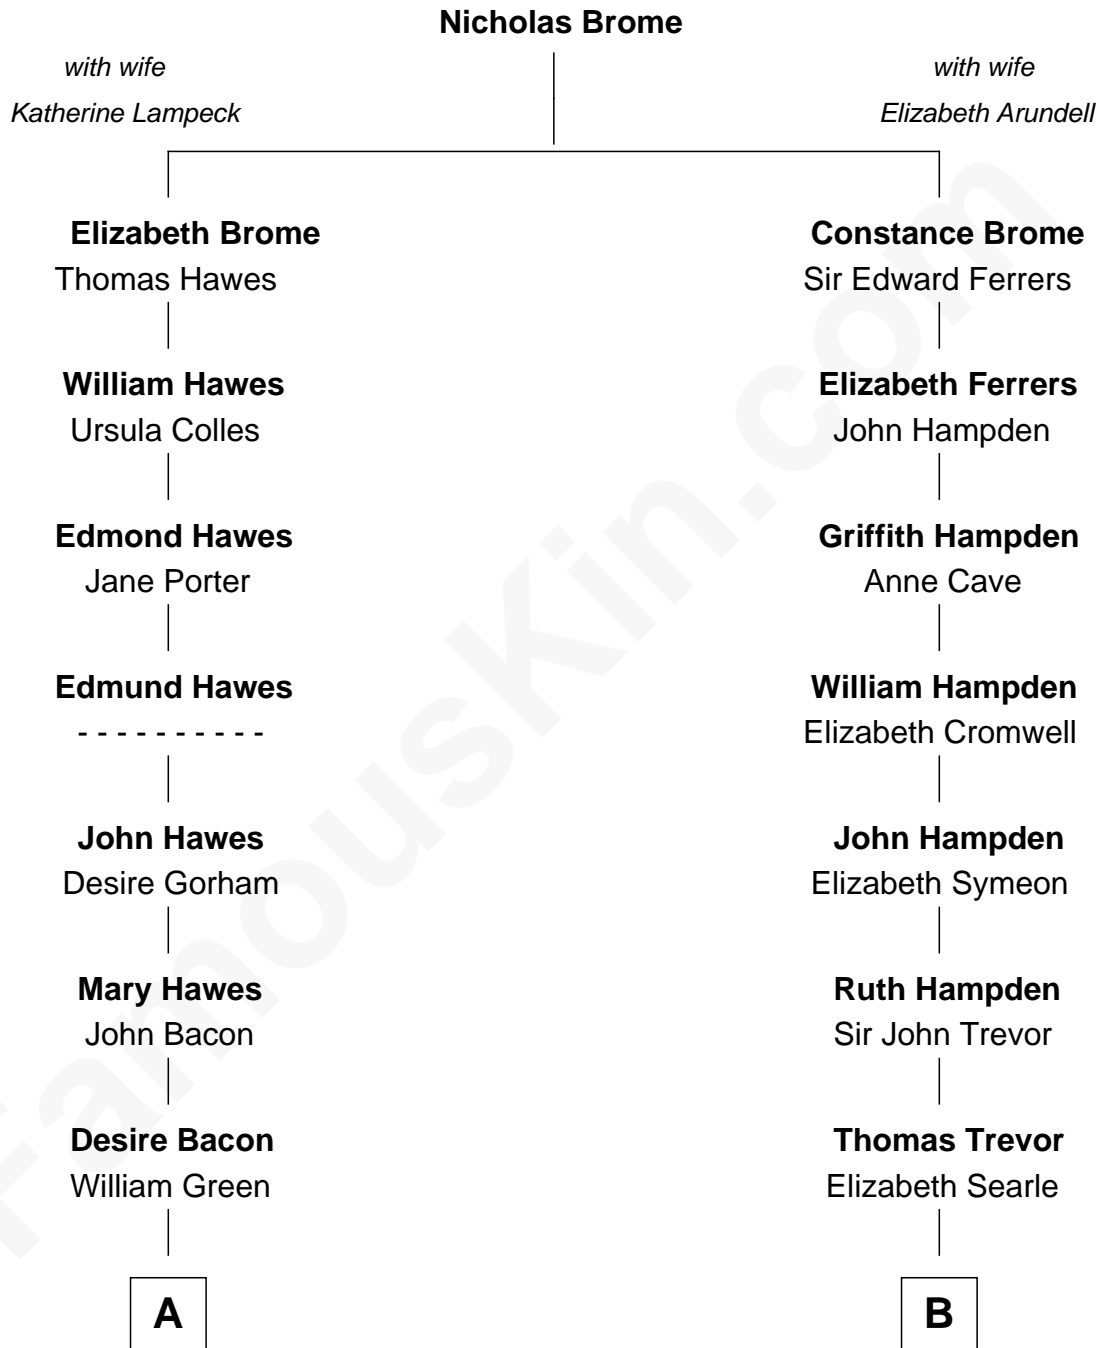 Nicholas Brome
with wife
Katherine Lampeck
with wife
Elizabeth Arundell
Elizabeth Brome
Thomas Hawes
Constance Brome
Sir Edward Ferrers
William Hawes
Ursula Colles
Elizabeth Ferrers
John Hampden
Edmond Hawes
Jane Porter
Griffith Hampden
Anne Cave
Edmund Hawes
- - - - - - - - - -
William Hampden
Elizabeth Cromwell
John Hawes
Desire Gorham
John Hampden
Elizabeth Symeon
Mary Hawes
John Bacon
Ruth Hampden
Sir John Trevor
Desire Bacon
William Green
Thomas Trevor
Elizabeth Searle
A
B
FamousKin.com